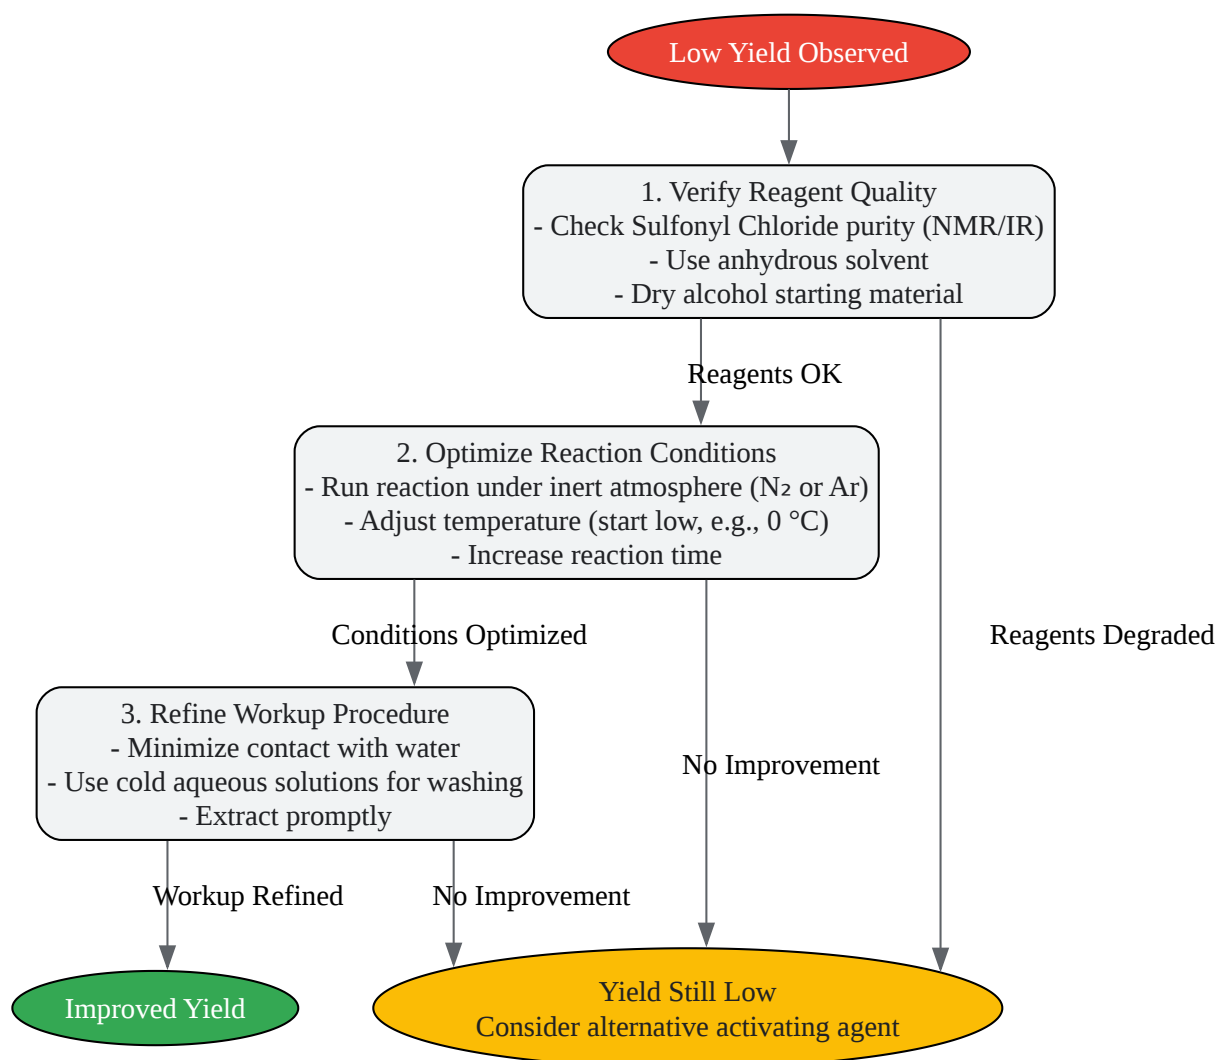 Low Yield Observed
1. Verify Reagent Quality
- Check Sulfonyl Chloride purity (NMR/IR)
- Use anhydrous solvent
- Dry alcohol starting material
Reagents OK
2. Optimize Reaction Conditions
- Run reaction under inert atmosphere (N₂ or Ar)
- Adjust temperature (start low, e.g., 0 °C)
- Increase reaction time
Conditions Optimized
Reagents Degraded
3. Refine Workup Procedure
- Minimize contact with water
- Use cold aqueous solutions for washing
- Extract promptly
No Improvement
Workup Refined
No Improvement
Improved Yield
Yield Still Low
Consider alternative activating agent